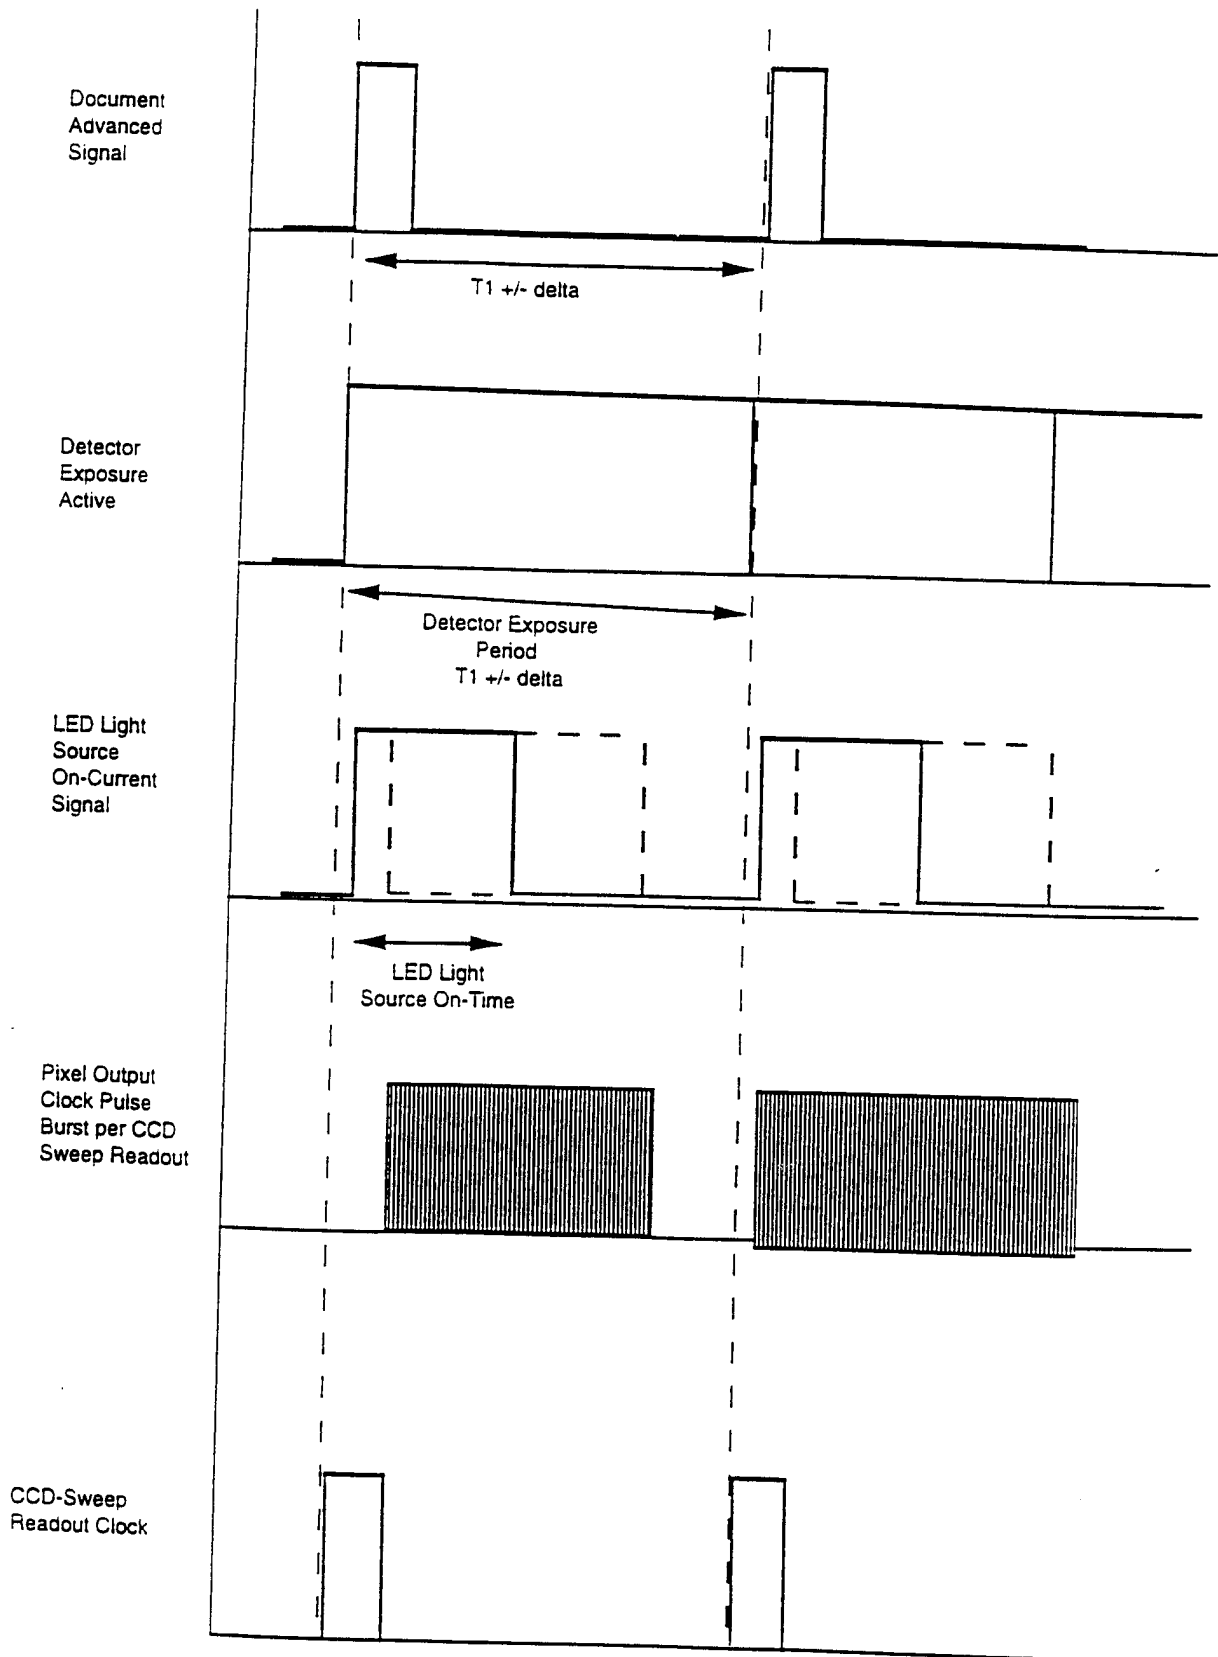 Document
Advanced
Signal
T1 +/- delta
Detector
Exposure
Active
Detector Exposure
Period
T1 +/- delta
LED Light
Source
On-Current
Signal
LED Light
Source On-Time
Pixel Output
Clock Pulse
Burst per CCD
Sweep Readout
CCD-Sweep
Readout Clock